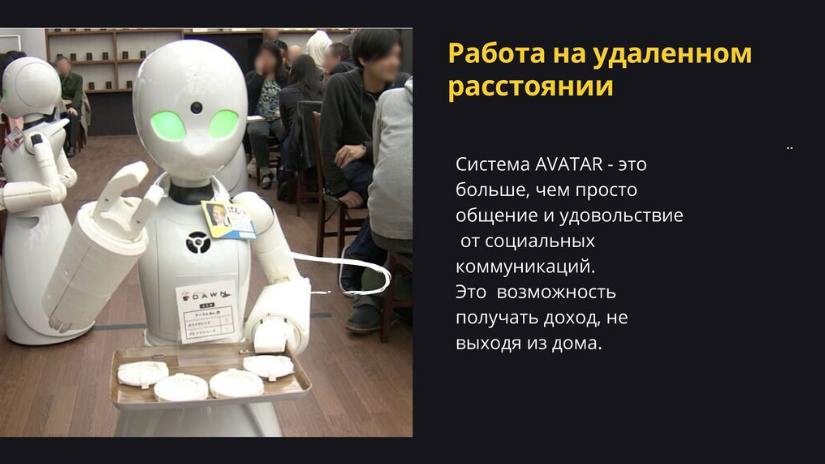 Работа на удаленном
расстоянии
..
Система AVATAR - это
больше, чем просто
общение и удовольствие
от социальных
коммуникаций.
Это возможность
получать доход, не
выходя из дома.
DAWN